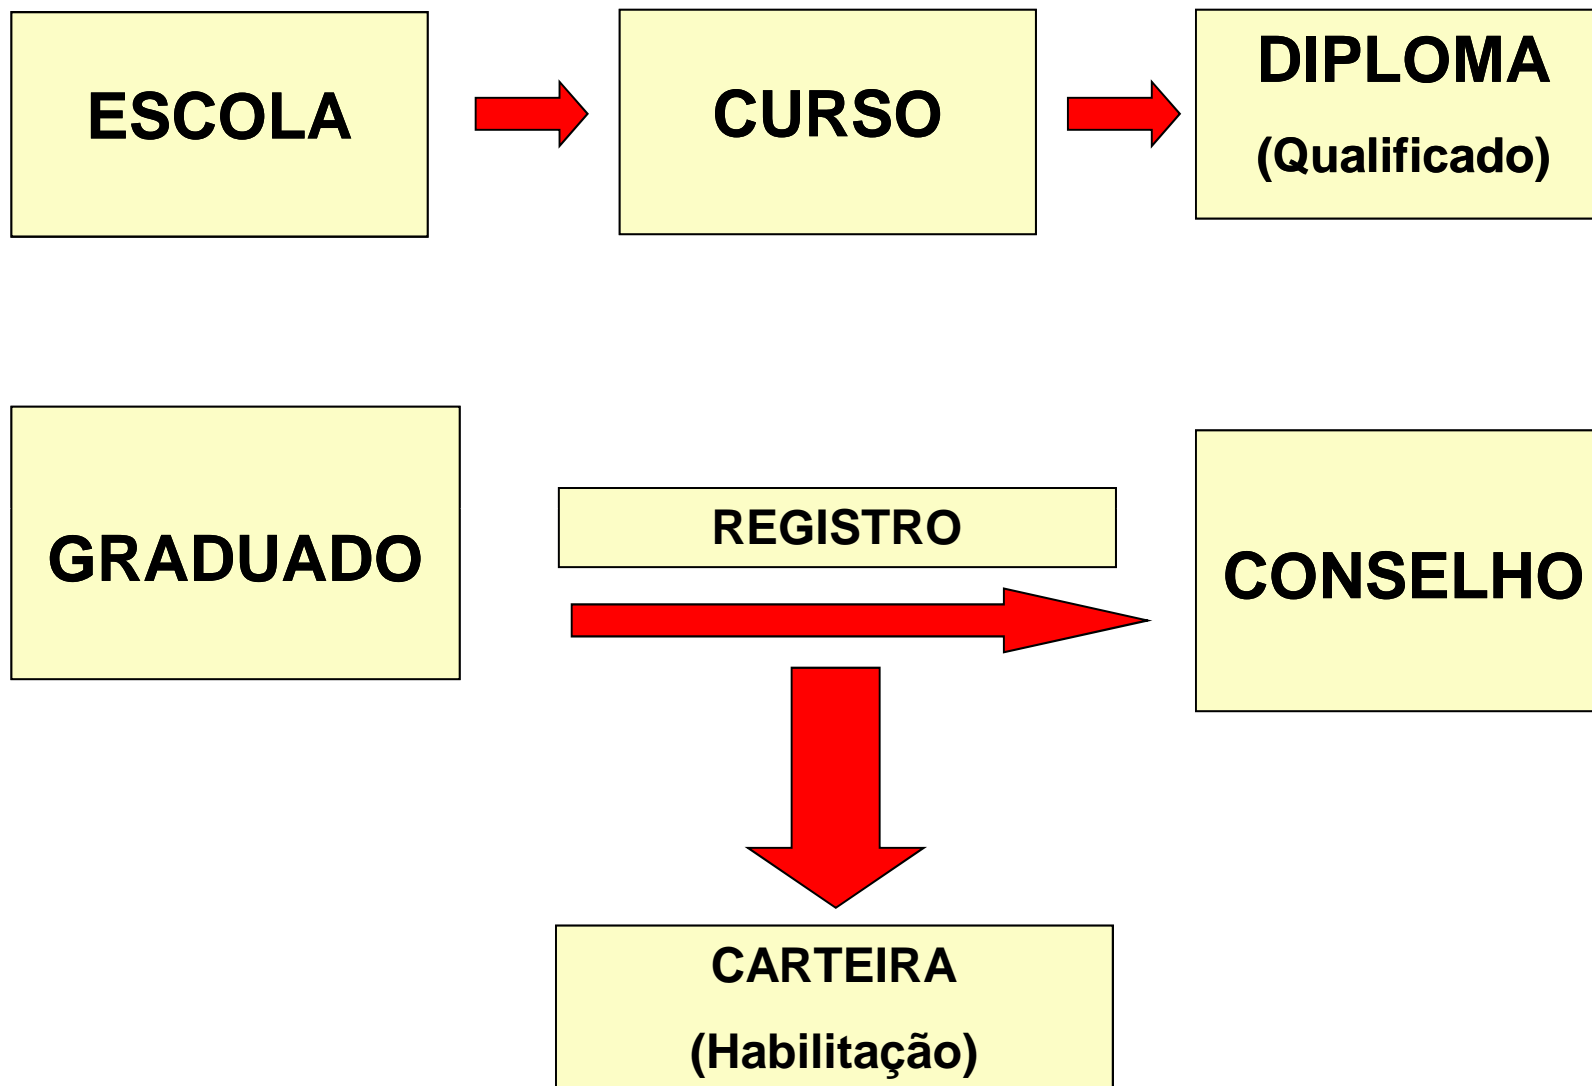 ESCOLA
CURSO
DIPLOMA
(Qualificado)
GRADUADO
REGISTRO
CONSELHO
CARTEIRA
(Habilitação)